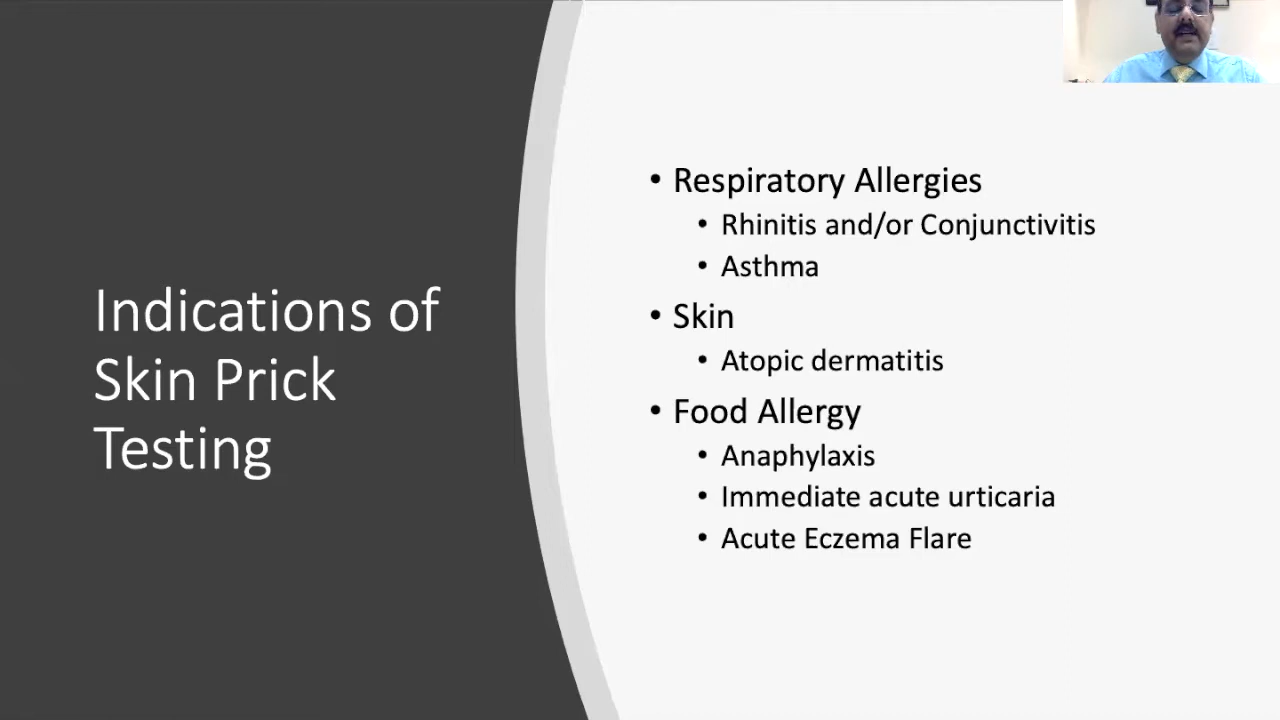 Indications of
Skin Prick
Testing
• Respiratory Allergies
• Rhinitis and/or Conjunctivitis
• Asthma
• Skin
• Atopic dermatitis
• Food Allergy
• Anaphylaxis
• Immediate acute urticaria
• Acute Eczema Flare